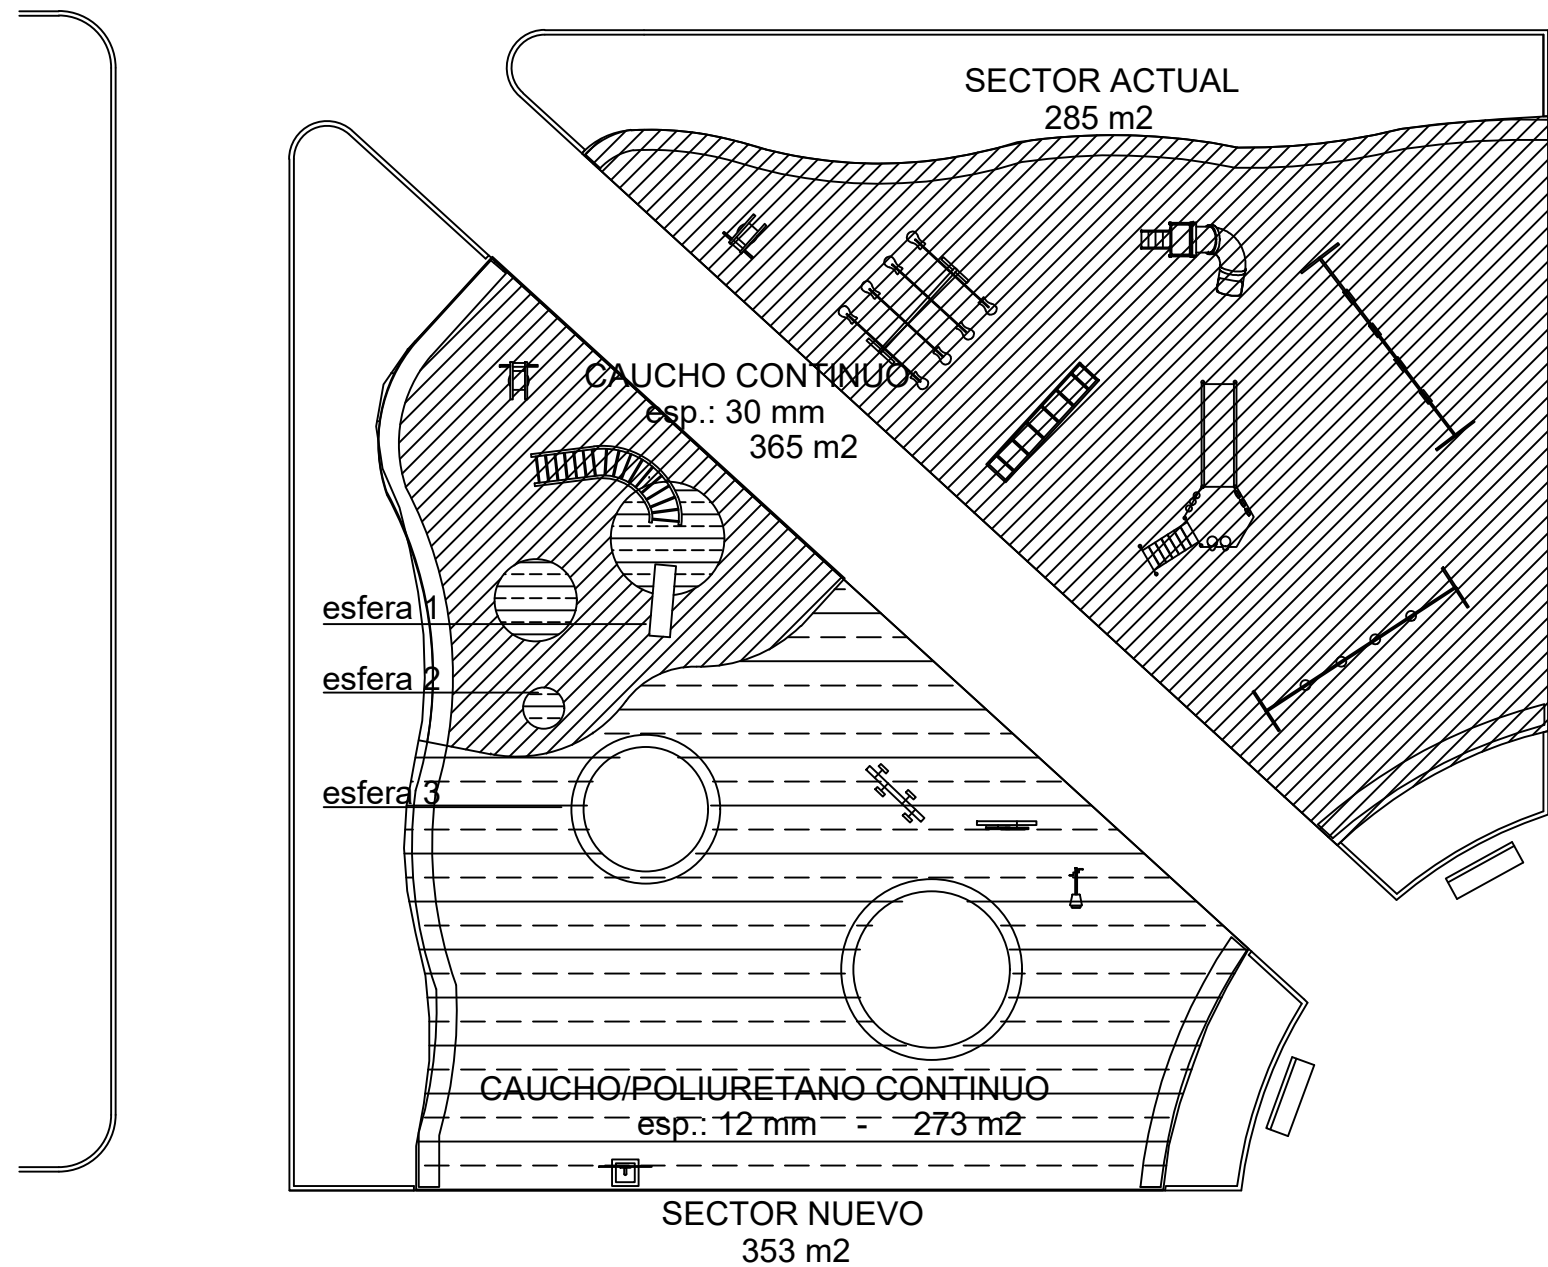 SECTOR ACTUAL
285 m2
CAUCHO CONTINUO
esp.: 30 mm
365 m2
esfera 1
esfera 2
esfera 3
CAUCHO/POLIURETANO CONTINUO
esp.: 12 mm - 273 m2
SECTOR NUEVO
353 m2